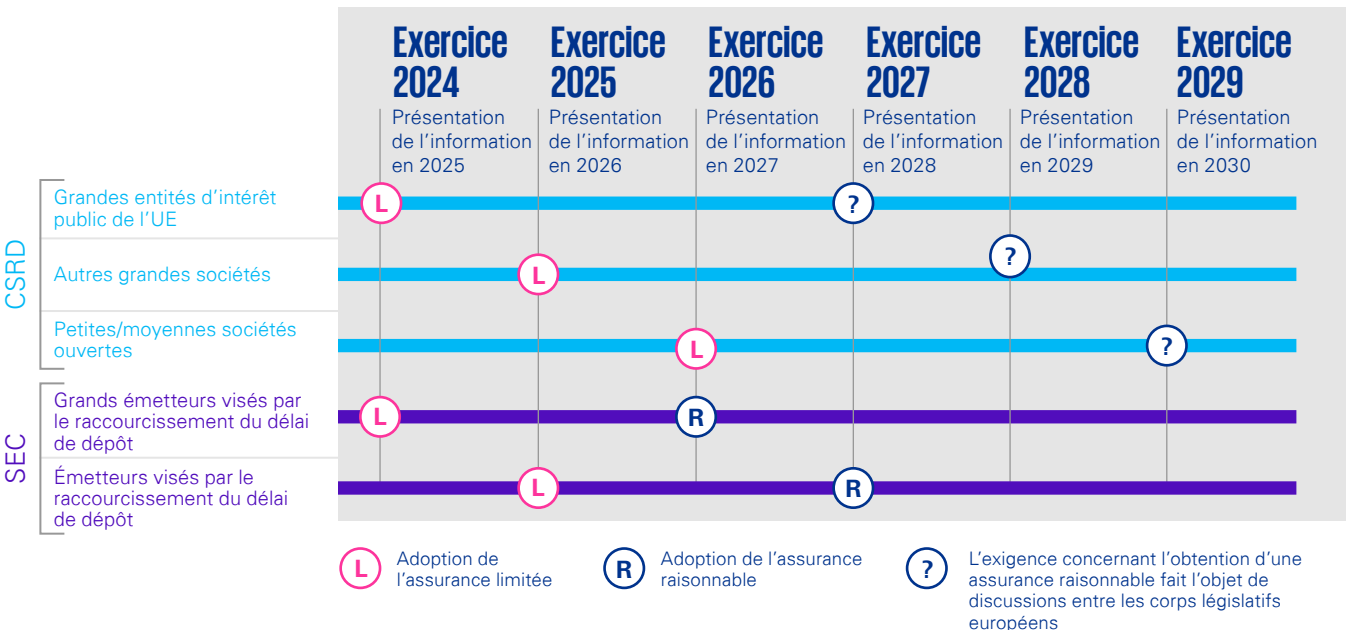 Exercice
2024
Présentation
de l'information
en 2025
Exercice
2025
Présentation
de l'information
en 2026
Exercice
2026
Présentation
de l'information
en 2027
Exercice
2027
Présentation
de l'information
en 2028
Exercice
2028
Présentation
de l'information
en 2029
Exercice
2029
Présentation
de l'information
en 2030
CSRD
Grandes entités d'intérêt
public de l'UE
L
?
Autres grandes sociétés
L
?
Petites/moyennes sociétés
ouvertes
L
?
SEC
Grands émetteurs visés par
le raccourcissement du délai
de dépôt
L
R
Émetteurs visés par le
raccourcissement du délai
de dépôt
L
R
L
Adoption de
l'assurance limitée
R
Adoption de l'assurance
raisonnable
?
L'exigence concernant l'obtention d'une
assurance raisonnable fait l'objet de
discussions entre les corps législatifs
européens